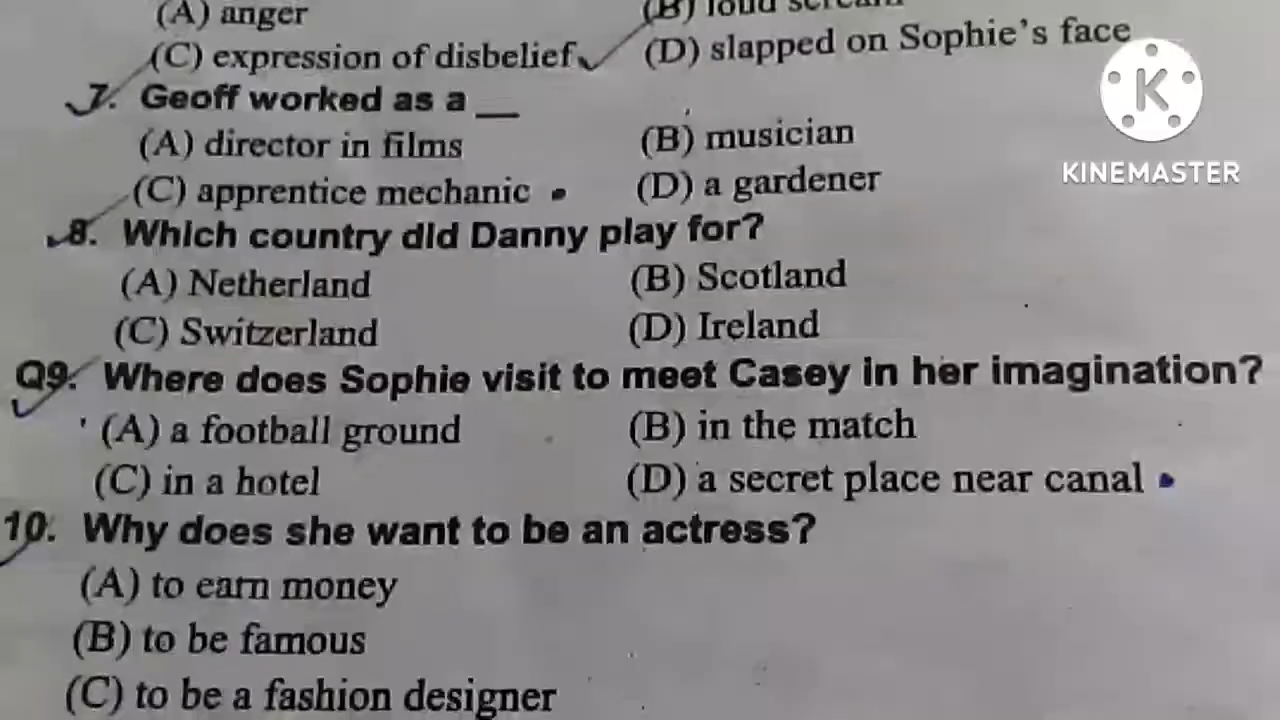 (A) anger
(B) loud scream
(C) expression of disbelief
(D) slapped on Sophie's face
7. Geoff worked as a __
(A) director in films
(B) musician
(C) apprentice mechanic
(D) a gardener
8. Which country did Danny play for?
(A) Netherland
(B) Scotland
(C) Switzerland
(D) Ireland
Q9. Where does Sophie visit to meet Casey in her imagination?
(A) a football ground
(B) in the match
(C) in a hotel
(D) a secret place near canal
10. Why does she want to be an actress?
(A) to earn money
(B) to be famous
(C) to be a fashion designer
K
KINEMASTER